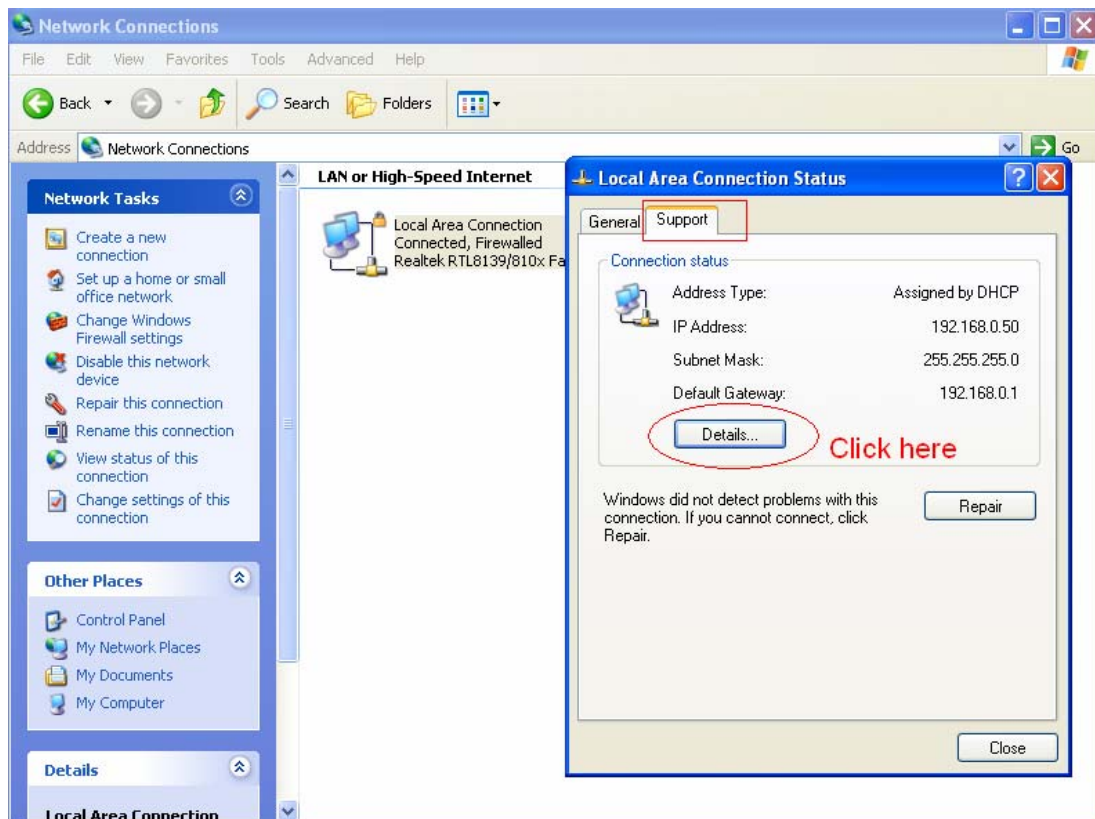 Network Connections
File Edit View Favorites Tools Advanced Help
Back Search Folders
Address Network Connections Go
Network Tasks
Create a new
connection
Set up a home or small
office network
Change Windows
Firewall settings
Disable this network
device
Repair this connection
Rename this connection
View status of this
connection
Change settings of this
connection
Other Places
Control Panel
My Network Places
My Documents
My Computer
Details
Local Area Connection
LAN or High-Speed Internet
Local Area Connection
Connected, Firewalled
Realtek RTL8139/810x Fa
Local Area Connection Status
General Support
Connection status
Address Type: Assigned by DHCP
IP Address: 192.168.0.50
Subnet Mask: 255.255.255.0
Default Gateway: 192.168.0.1
Details...
Click here
Windows did not detect problems with this
connection. If you cannot connect, click
Repair.
Repair
Close